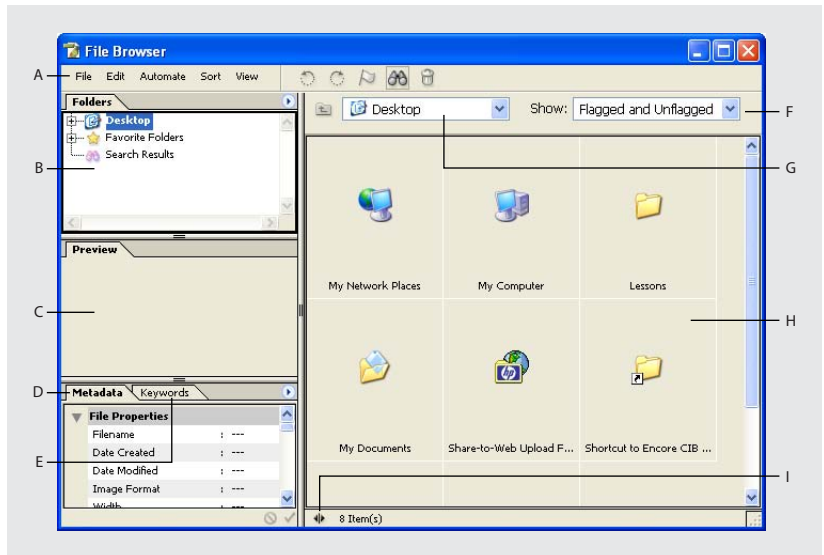 File Browser
A
File Edit Automate Sort View
Folders
Desktop
Show: Flagged and Unflagged
F
Desktop
Favorite Folders
Search Results
B
G
Preview
My Network Places
My Computer
Lessons
C
H
D
Metadata
Keywords
File Properties
Filename : ---
Date Created : ---
E
Date Modified : ---
Image Format : ---
Width : ---
My Documents
Share-to-Web Upload F...
Shortcut to Encore CIB ...
I
8 Item(s)